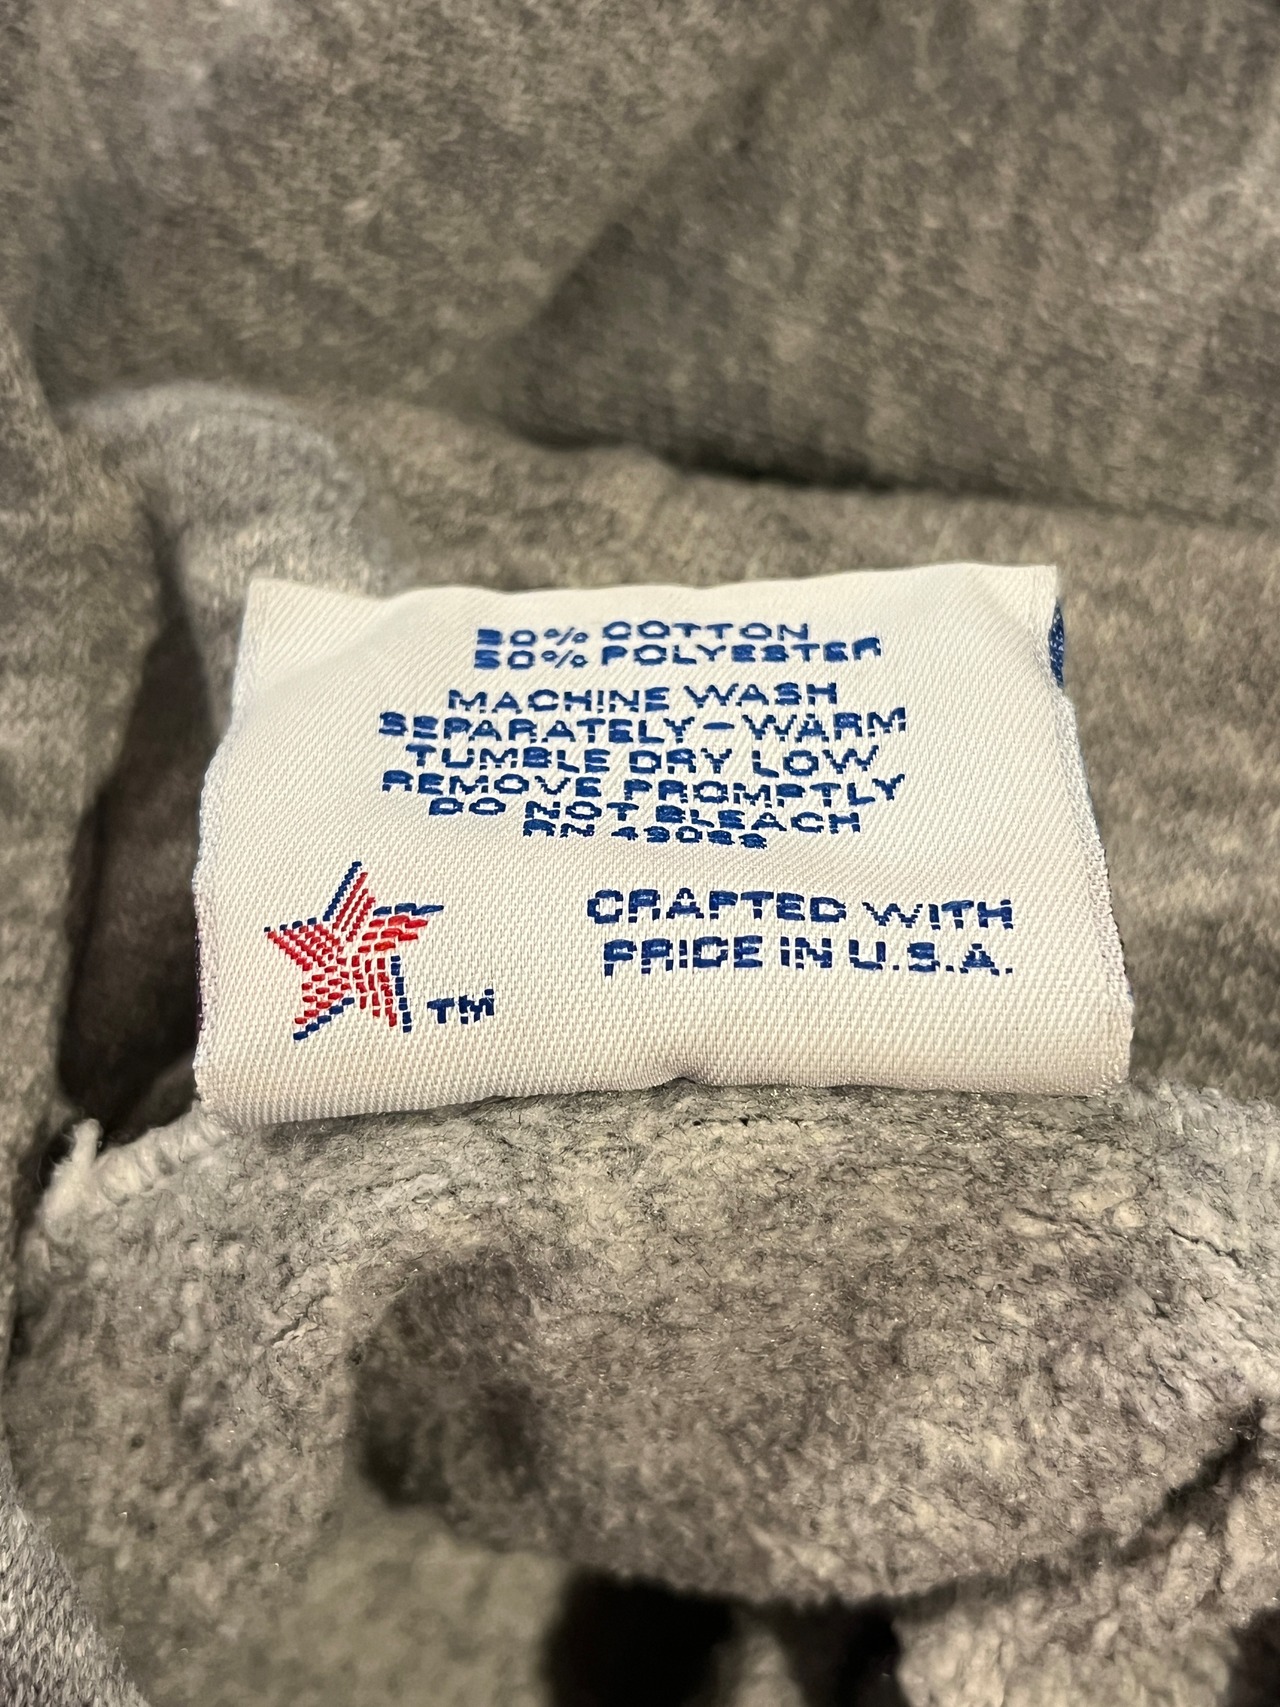 50% COTTON
50% POLYESTER
MACHINE WASH
SEPARATELY-WARM
TUMBLE DRY LOW
REMOVE PROMPTLY
DO NOT BLEACH
RN
CRAFTED WITH
PRIDE IN U.S.A.
TM